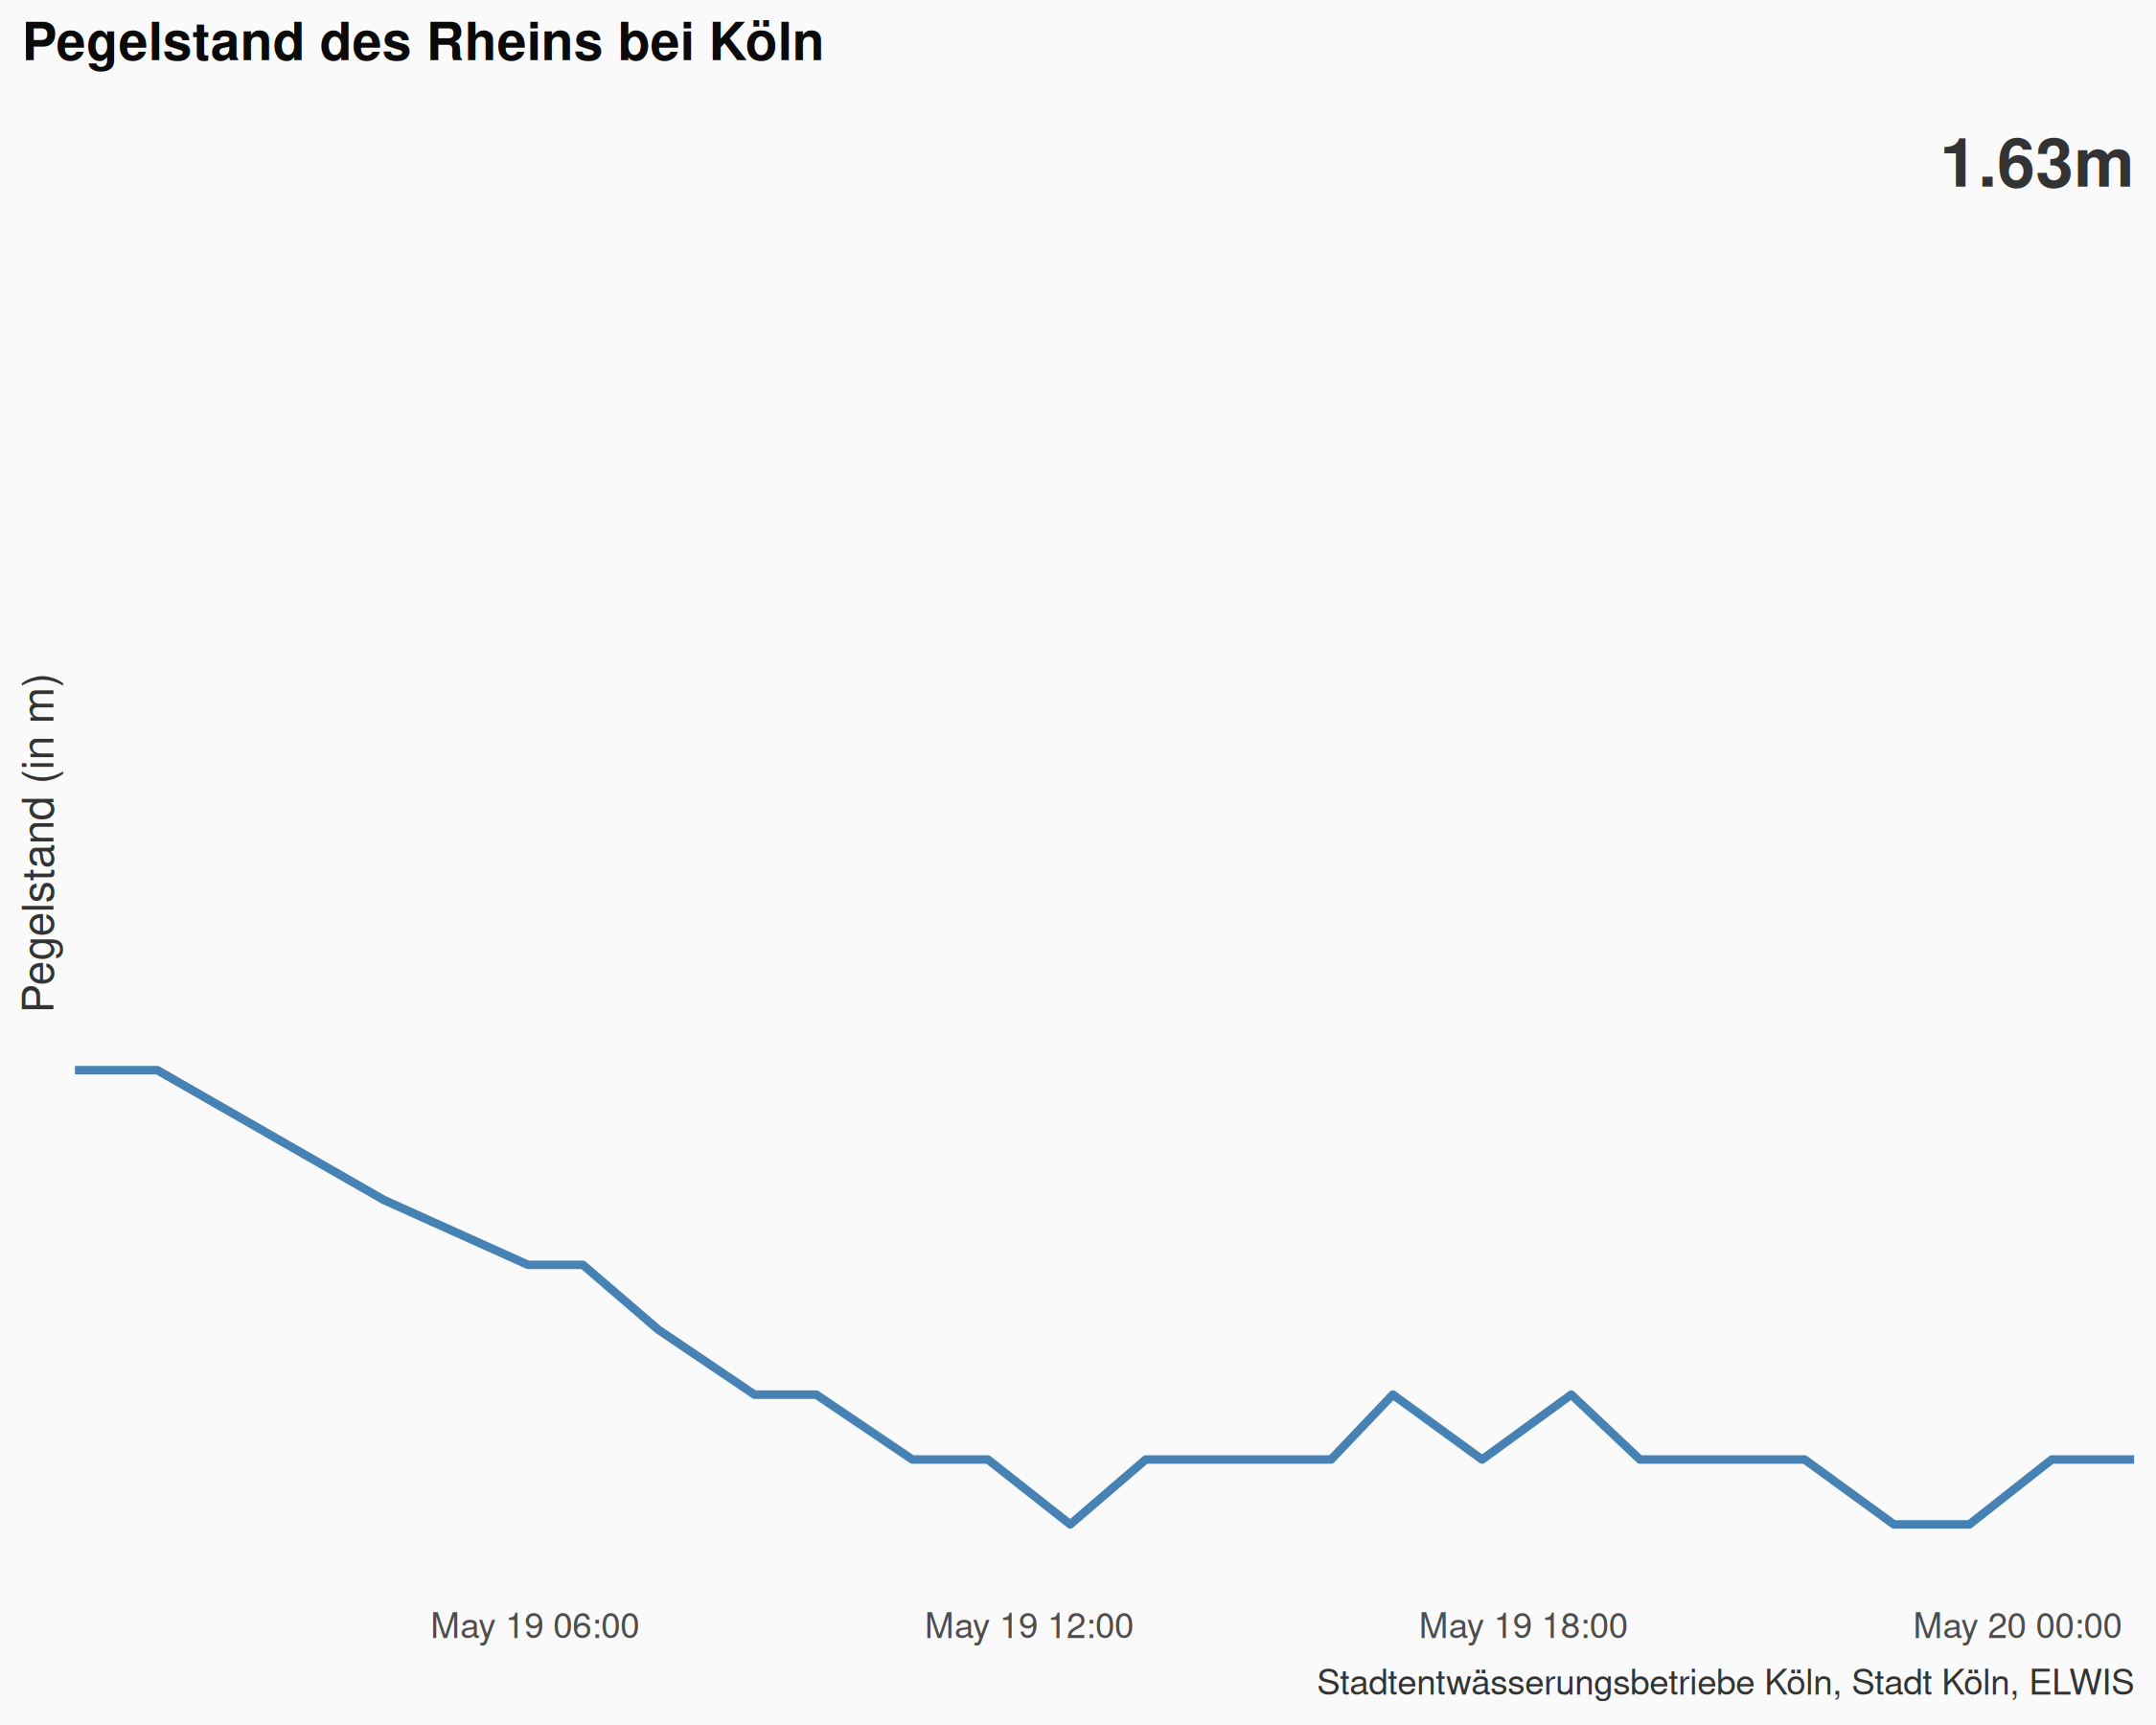 Pegelstand des Rheins bei Köln
1.63m
Pegelstand (in m)
May 19 06:00
May 19 12:00
May 19 18:00
May 20 00:00
Stadtentwässerungsbetriebe Köln, Stadt Köln, ELWIS